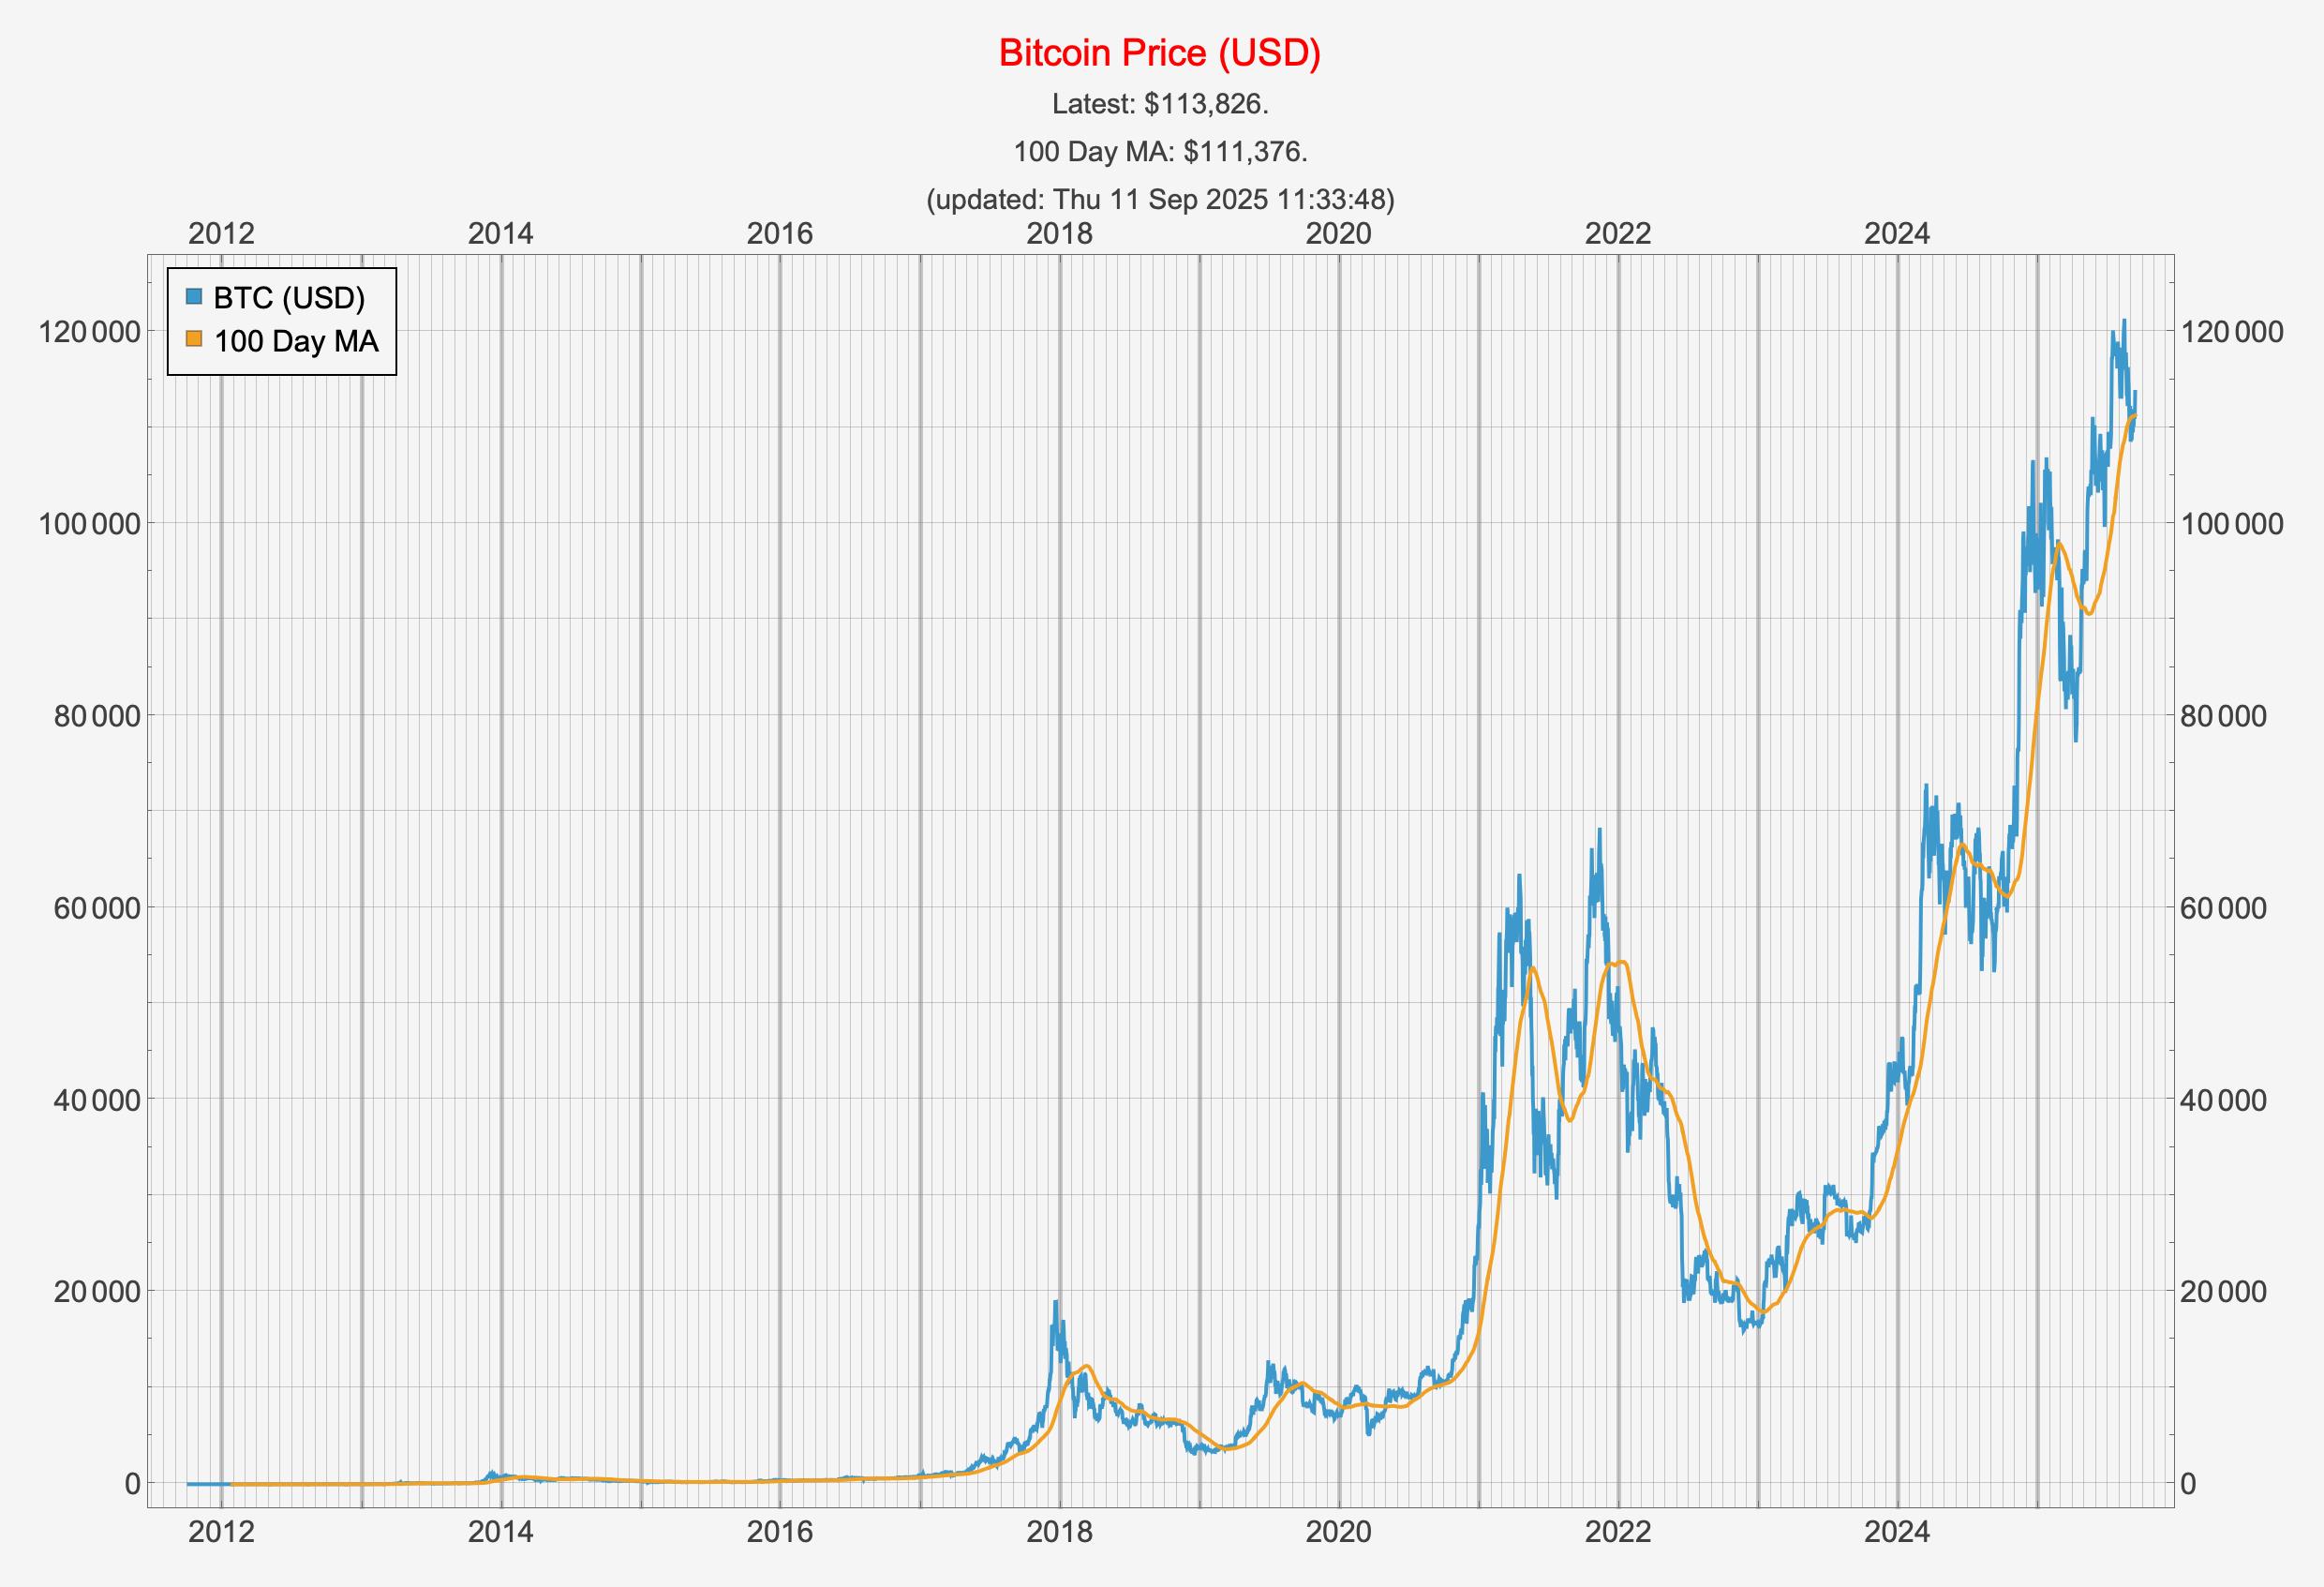 Bitcoin Price (USD)
Latest: $113,826.
100 Day MA: $111,376.
(updated: Thu 11 Sep 2025 11:33:48)
2012 2014 2016 2018 2020 2022 2024
BTC (USD)
100 Day MA
120 000 120 000
100 000 100 000
80 000 80 000
60 000 60 000
40 000 40 000
20 000 20 000
0 0
2012 2014 2016 2018 2020 2022 2024